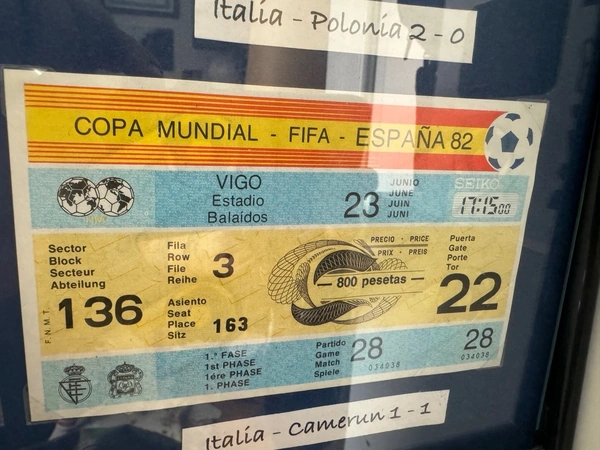 Italia - Polonia 2 - 0
COPA MUNDIAL - FIFA - ESPAÑA 82
VIGO
Estadio
Balaídos
23
JUNIO
JUNE
JUIN
JUNI
SEIKO
17:15 00
Sector
Block
Secteur
Abteilung
136
F.N.M.T.
Fila
Row
File
Reihe
3
Asiento
Seat
Place
Sitz
163
PRECIO · PRICE
PRIX · PREIS
800 pesetas
Puerta
Gate
Porte
Tor
22
1.ª FASE
1st PHASE
1ére PHASE
1. PHASE
Partido
Game
Match
Spiele
28
034038
28
034038
Italia - Camerun 1 - 1